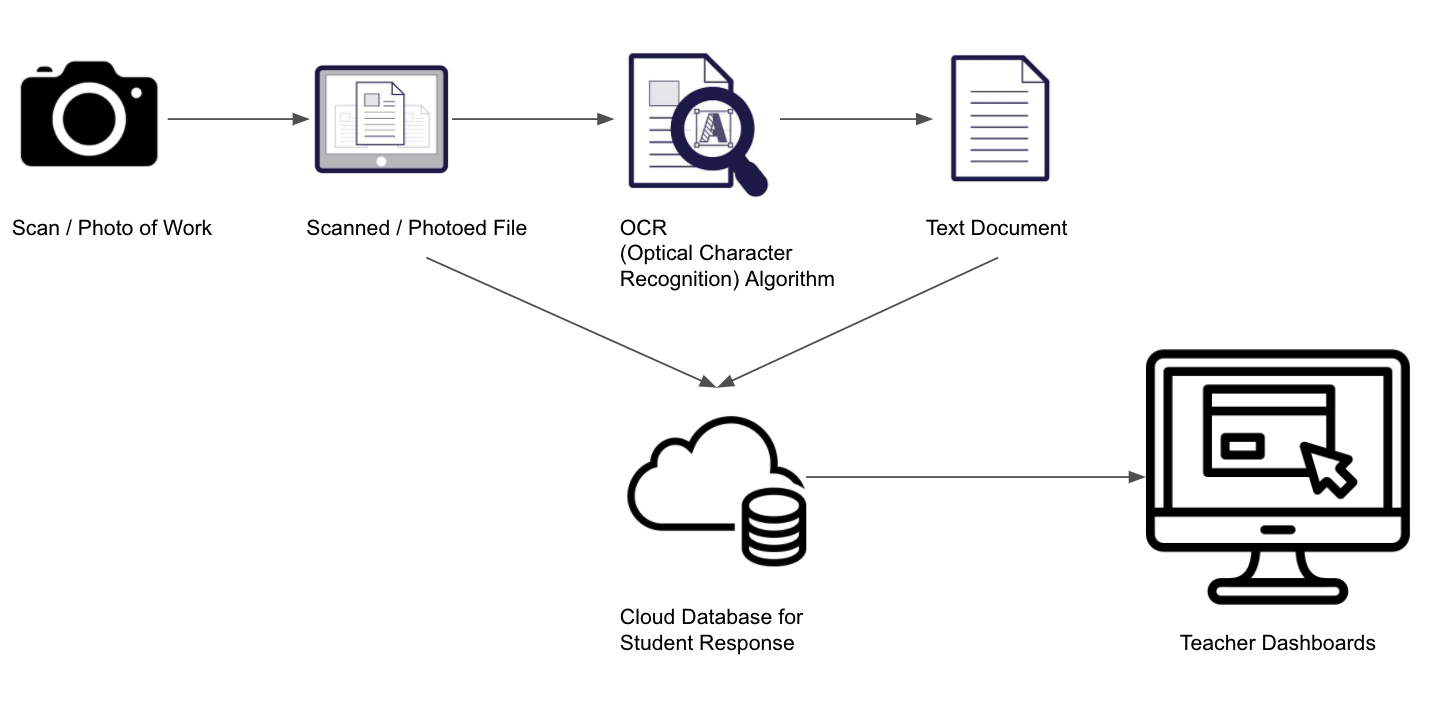 A
Scan / Photo of Work
Scanned / Photoed File
OCR
(Optical Character
Recognition) Algorithm
Text Document
Cloud Database for
Student Response
Teacher Dashboards